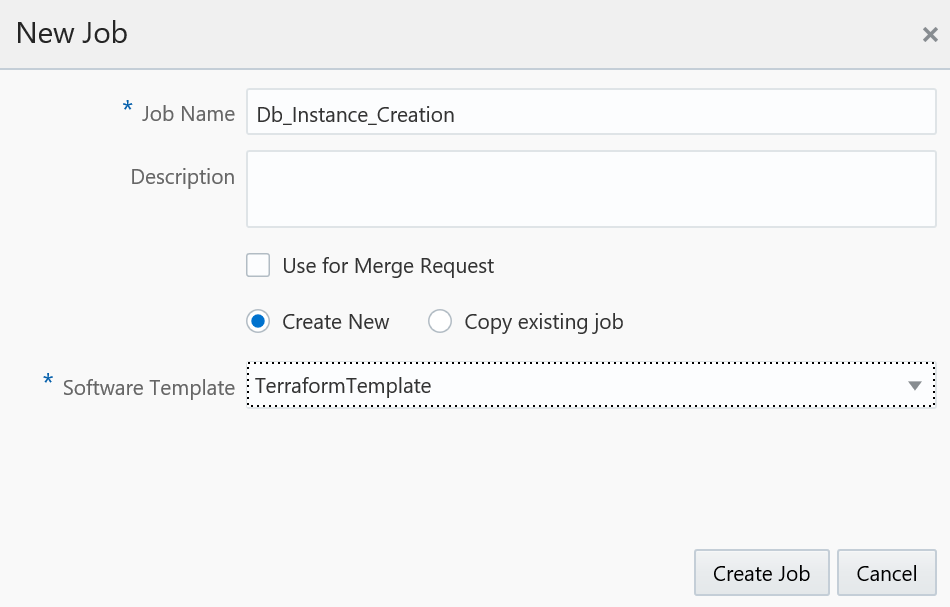 New Job
* Job Name Db_Instance_Creation
Description
Use for Merge Request
Create New Copy existing job
* Software Template TerraformTemplate
Create Job Cancel